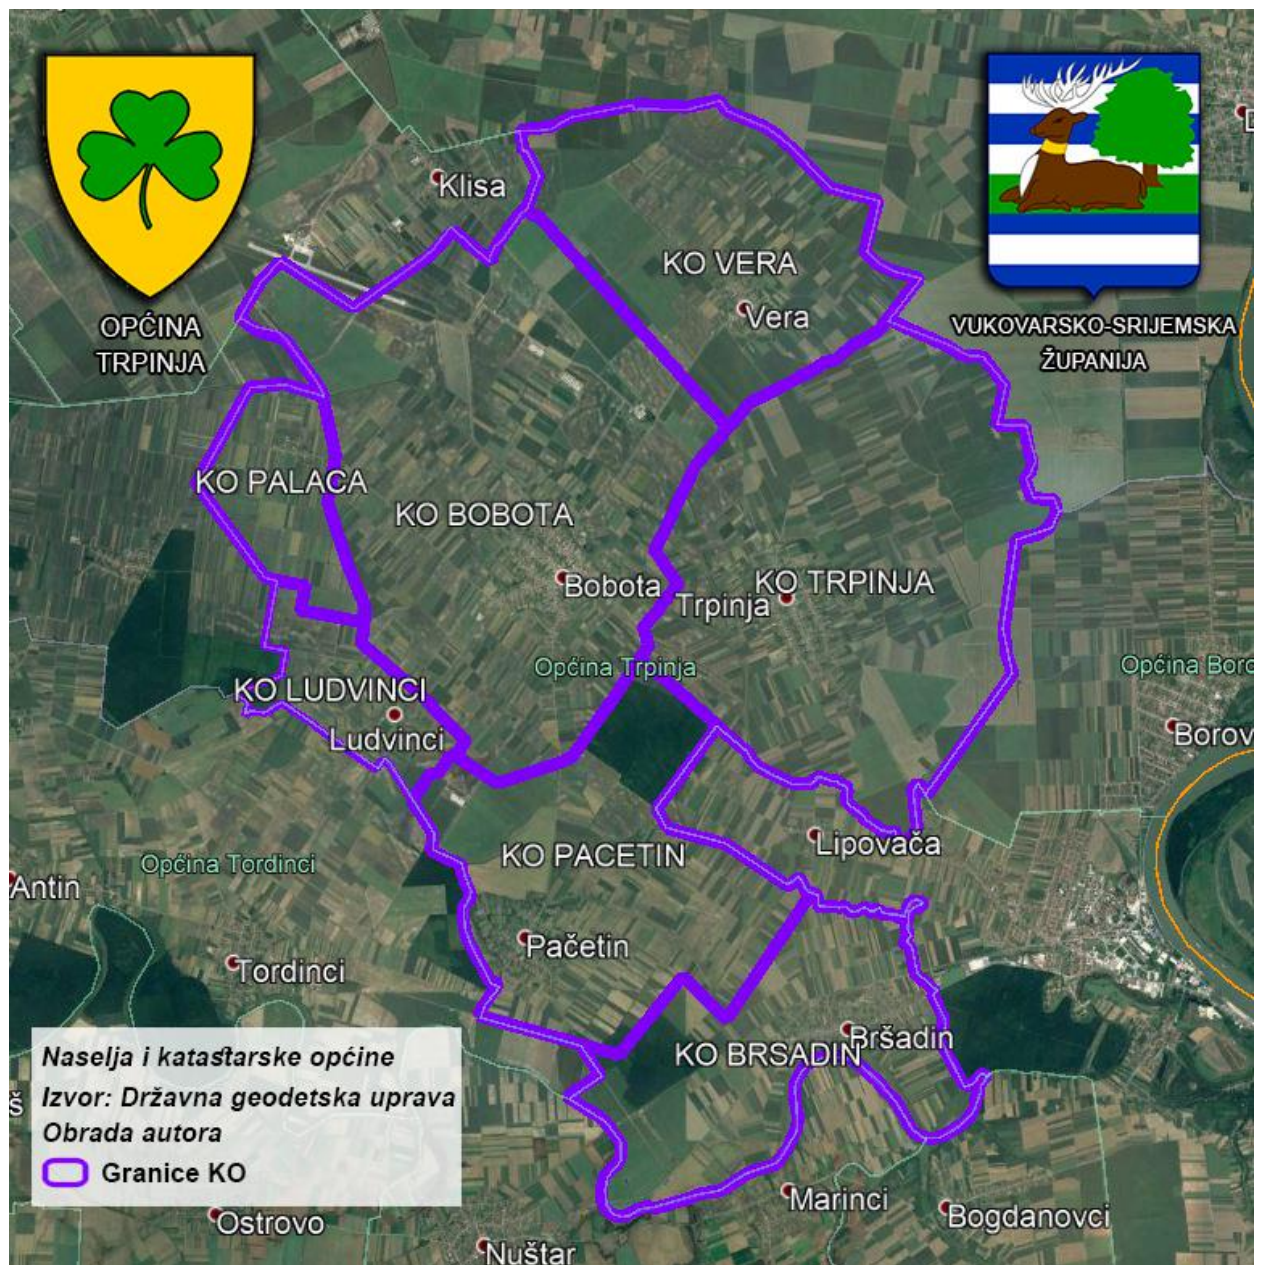 Klisa
KO VERA
Vera
OPĆINA
TRPINJA
VUKOVARSKO-SRIJEMSKA
ŽUPANIJA
KO PALACA
KO BOBOTA
Bobota
KO TRPINJA
Trpinja
Općina Trpinja
Općina Boro
KO LUDVINCI
Ludvinci
Borov
Lipovača
KO PACETIN
Općina Tordinci
Antin
Pačetin
Tordinci
Bršadin
KO BRSADIN
Naselja i katastarske općine
Izvor: Državna geodetska uprava
Obrada autora
Granice KO
Š
Marinci
Bogdanovci
Ostrovo
Nuštar